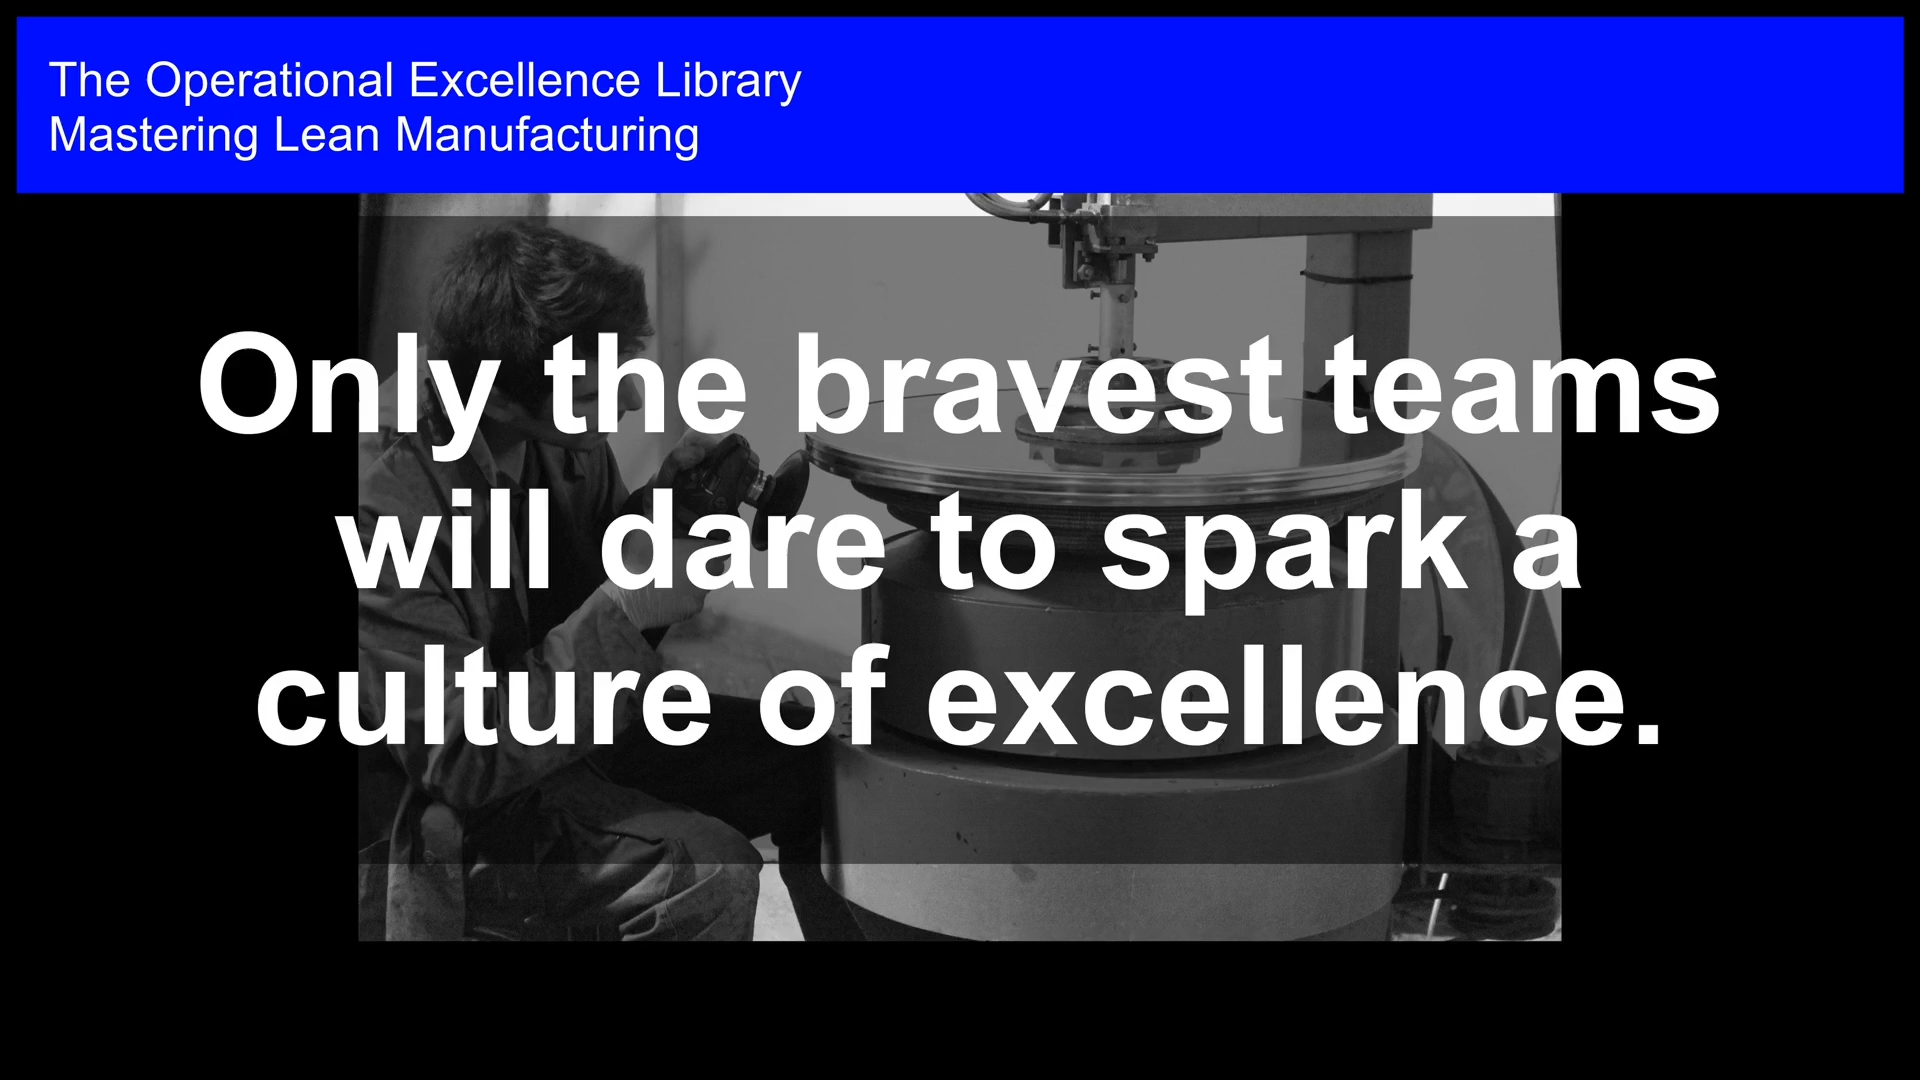 The Operational Excellence Library
Mastering Lean Manufacturing
Only the bravest teams
will dare to spark a
culture of excellence.